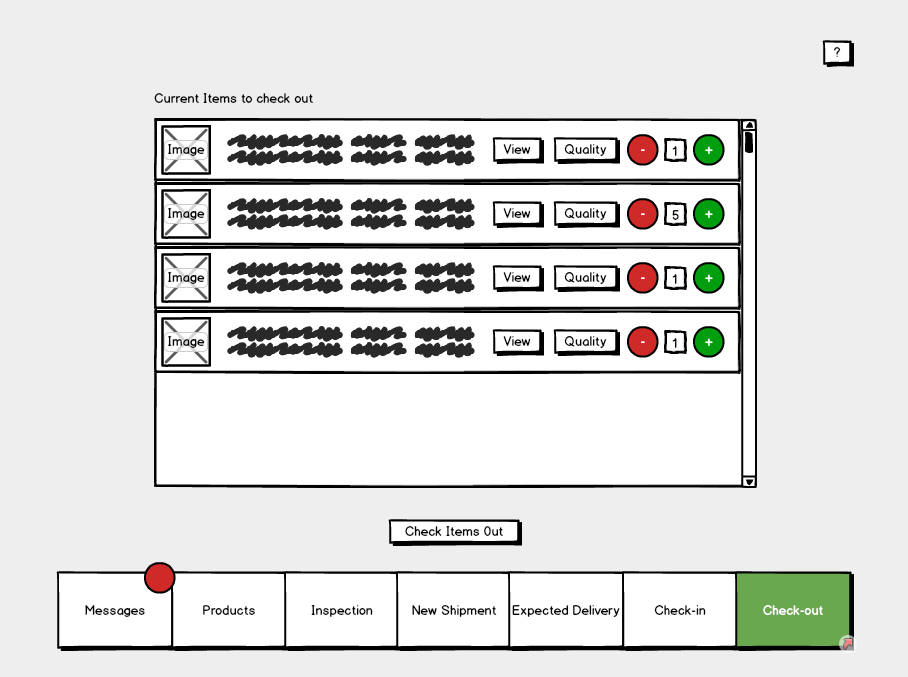 ?
Current Items to check out
Image View Quality - 1 +
Image View Quality - 5 +
Image View Quality - 1 +
Image View Quality - 1 +
Check Items Out
Messages Products Inspection New Shipment Expected Delivery Check-in Check-out